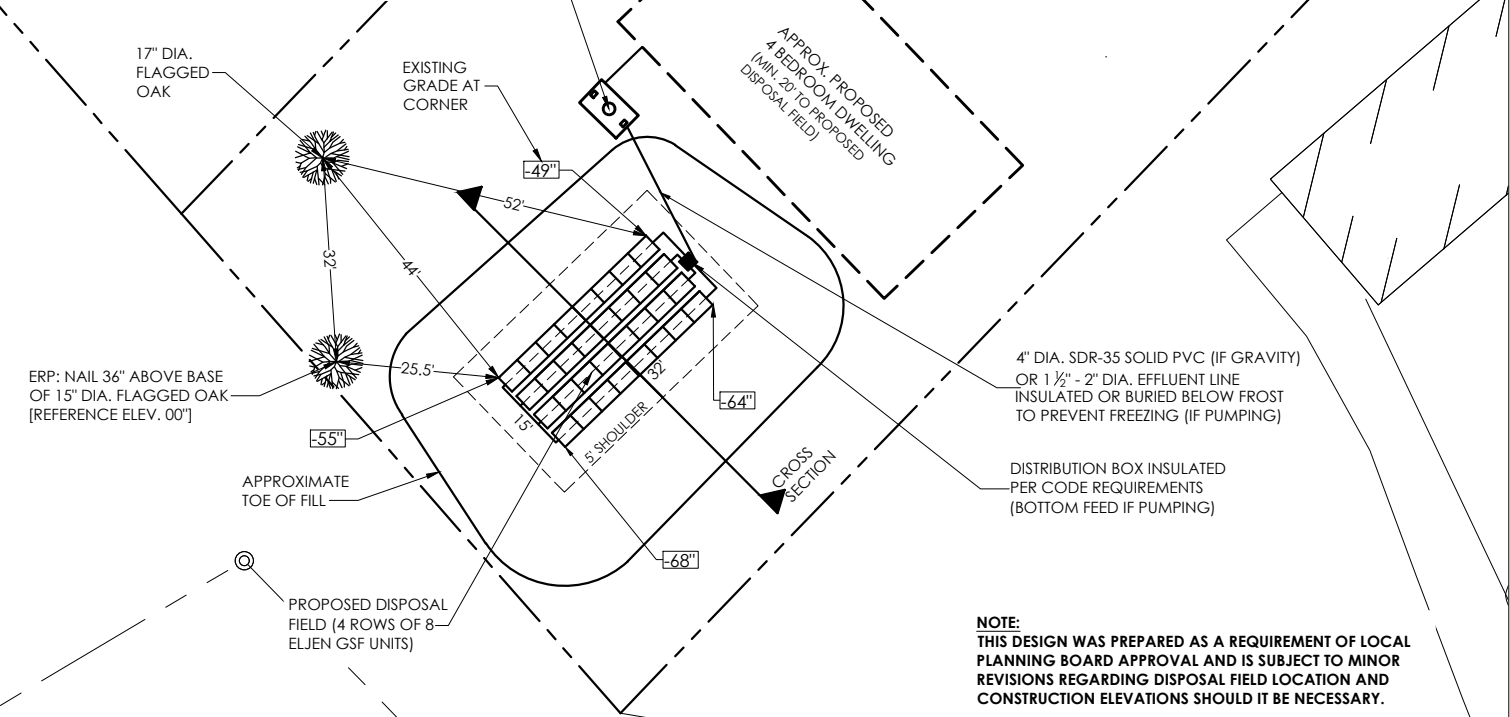 17" DIA.
FLAGGED
OAK
EXISTING
GRADE AT
CORNER
APPROX. PROPOSED
4 BEDROOM DWELLING
(MIN. 20' TO PROPOSED
DISPOSAL FIELD)
-49"
52'
32'
44'
25.5'
ERP: NAIL 36" ABOVE BASE
OF 15" DIA. FLAGGED OAK
[REFERENCE ELEV. 00"]
-55"
15'
32'
5' SHOULDER
-64"
4" DIA. SDR-35 SOLID PVC (IF GRAVITY)
OR 1 ½" - 2" DIA. EFFLUENT LINE
INSULATED OR BURIED BELOW FROST
TO PREVENT FREEZING (IF PUMPING)
APPROXIMATE
TOE OF FILL
CROSS
SECTION
DISTRIBUTION BOX INSULATED
PER CODE REQUIREMENTS
(BOTTOM FEED IF PUMPING)
-68"
PROPOSED DISPOSAL
FIELD (4 ROWS OF 8
ELJEN GSF UNITS)
NOTE:
THIS DESIGN WAS PREPARED AS A REQUIREMENT OF LOCAL
PLANNING BOARD APPROVAL AND IS SUBJECT TO MINOR
REVISIONS REGARDING DISPOSAL FIELD LOCATION AND
CONSTRUCTION ELEVATIONS SHOULD IT BE NECESSARY.